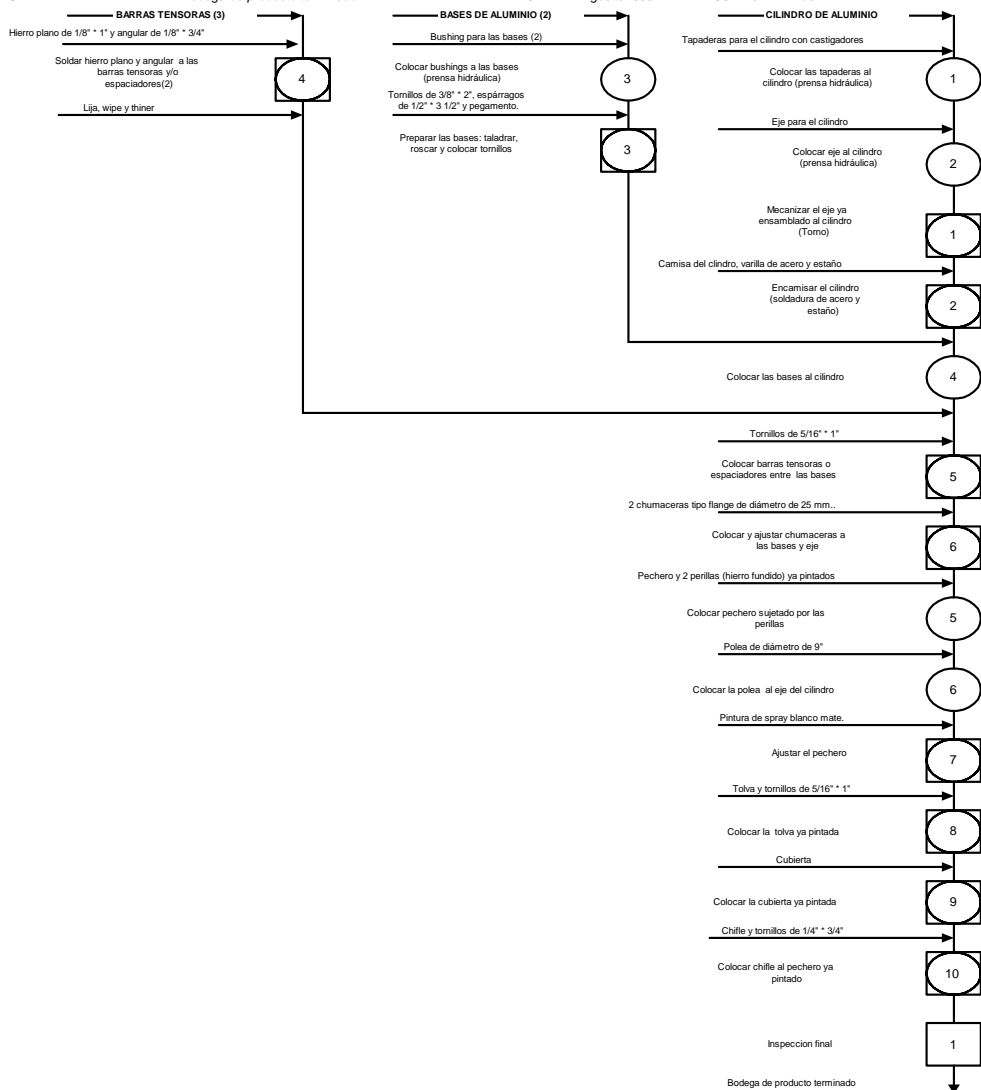 BARRAS TENSORAS (3)
Hierro plano de 1/8" * 1" y angular de 1/8" * 3/4"
Soldar hierro plano y angular a las
barras tensoras y/o
espaciadores(2)
4
Lija, wipe y thiner
BASES DE ALUMINIO (2)
Bushing para las bases (2)
Colocar bushings a las bases
(prensa hidráulica)
3
Tornillos de 3/8" * 2", espárragos
de 1/2" * 3 1/2" y pegamento.
Preparar las bases: taladrar,
roscar y colocar tornillos
3
CILINDRO DE ALUMINIO
Tapaderas para el cilindro con castigadores
Colocar las tapaderas al
cilindro (prensa hidráulica)
1
Eje para el cilindro
Colocar eje al cilindro
(prensa hidráulica)
2
Mecanizar el eje ya
ensamblado al cilindro
(Torno)
1
Camisa del clindro, varilla de acero y estaño
Encamisar el cilindro
(soldadura de acero y
estaño)
2
Colocar las bases al cilindro
4
Tornillos de 5/16" * 1"
Colocar barras tensoras o
espaciadores entre las bases
5
2 chumaceras tipo flange de diámetro de 25 mm..
Colocar y ajustar chumaceras a
las bases y eje
6
Pechero y 2 perillas (hierro fundido) ya pintados
Colocar pechero sujetado por las
perillas
5
Polea de diámetro de 9"
Colocar la polea al eje del cilindro
6
Pintura de spray blanco mate.
Ajustar el pechero
7
Tolva y tornillos de 5/16" * 1"
Colocar la tolva ya pintada
8
Cubierta
Colocar la cubierta ya pintada
9
Chifle y tornillos de 1/4" * 3/4"
Colocar chifle al pechero ya
pintado
10
Inspeccion final
1
Bodega de producto terminado